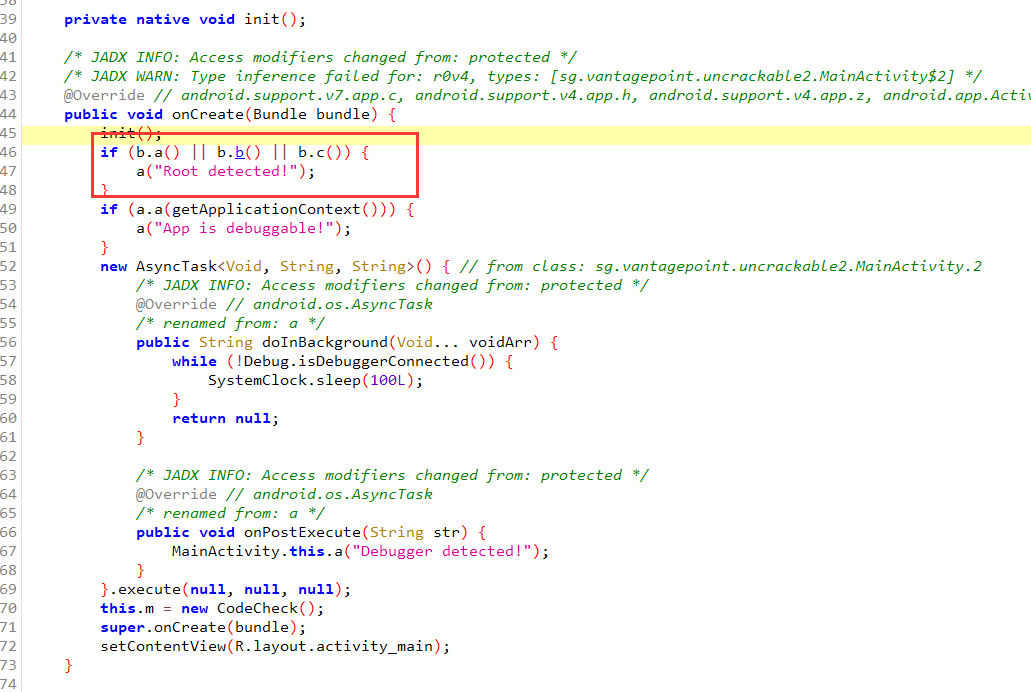 38
39 private native void init();
40
41 /* JADX INFO: Access modifiers changed from: protected */
42 /* JADX WARN: Type inference failed for: r0v4, types: [sg.vantagepoint.uncrackable2.MainActivity$2] */
43 @Override // android.support.v7.app.c, android.support.v4.app.h, android.support.v4.app.z, android.app.Activ
44 public void onCreate(Bundle bundle) {
45 init();
46 if (b.a() || b.b() || b.c()) {
47 a("Root detected!");
48 }
49 if (a.a(getApplicationContext())) {
50 a("App is debuggable!");
51 }
52 new AsyncTask<Void, String, String>() { // from class: sg.vantagepoint.uncrackable2.MainActivity.2
53 /* JADX INFO: Access modifiers changed from: protected */
54 @Override // android.os.AsyncTask
55 /* renamed from: a */
56 public String doInBackground(Void... voidArr) {
57 while (!Debug.isDebuggerConnected()) {
58 SystemClock.sleep(100L);
59 }
60 return null;
61 }
62
63 /* JADX INFO: Access modifiers changed from: protected */
64 @Override // android.os.AsyncTask
65 /* renamed from: a */
66 public void onPostExecute(String str) {
67 MainActivity.this.a("Debugger detected!");
68 }
69 }.execute(null, null, null);
70 this.m = new CodeCheck();
71 super.onCreate(bundle);
72 setContentView(R.layout.activity_main);
73 }
74